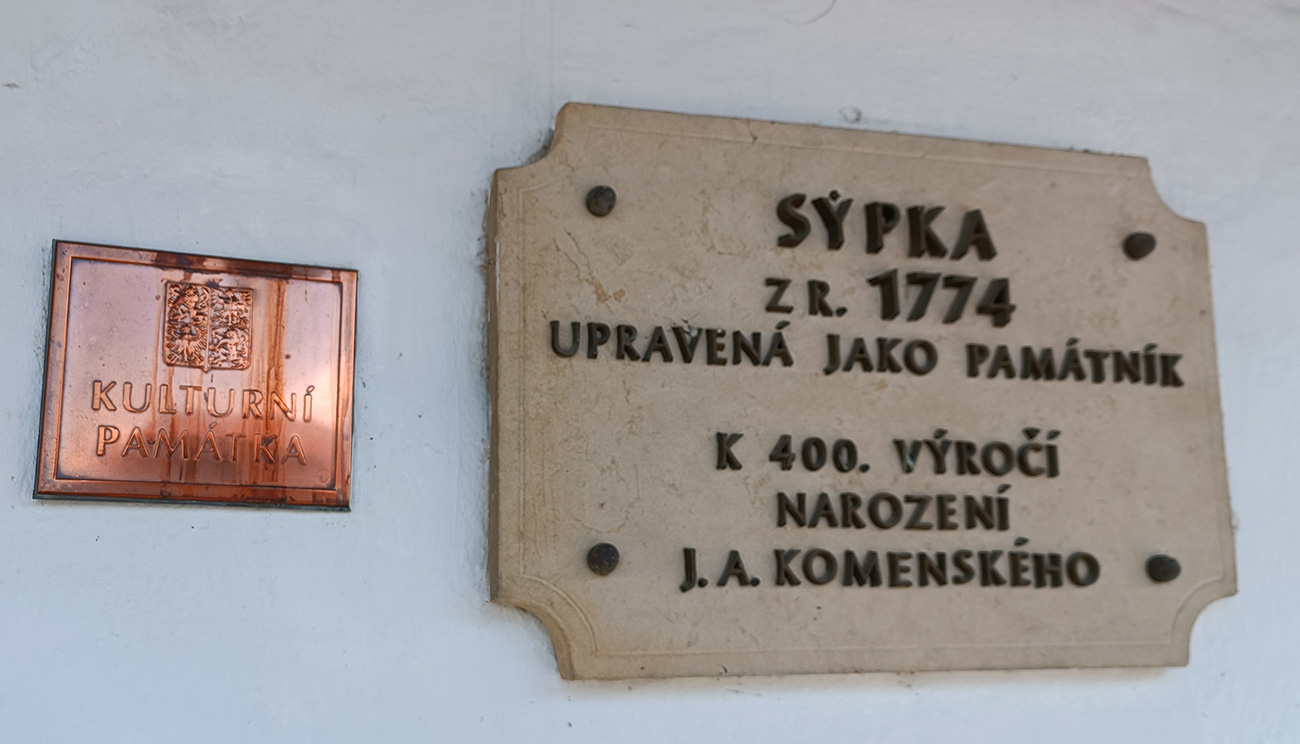 KULTURNÍ
PAMÁTKA
SÝPKA
Z R. 1774
UPRAVENÁ JAKO PAMÁTNÍK
K 400. VÝROČÍ
NAROZENÍ
J. A. KOMENSKÉHO